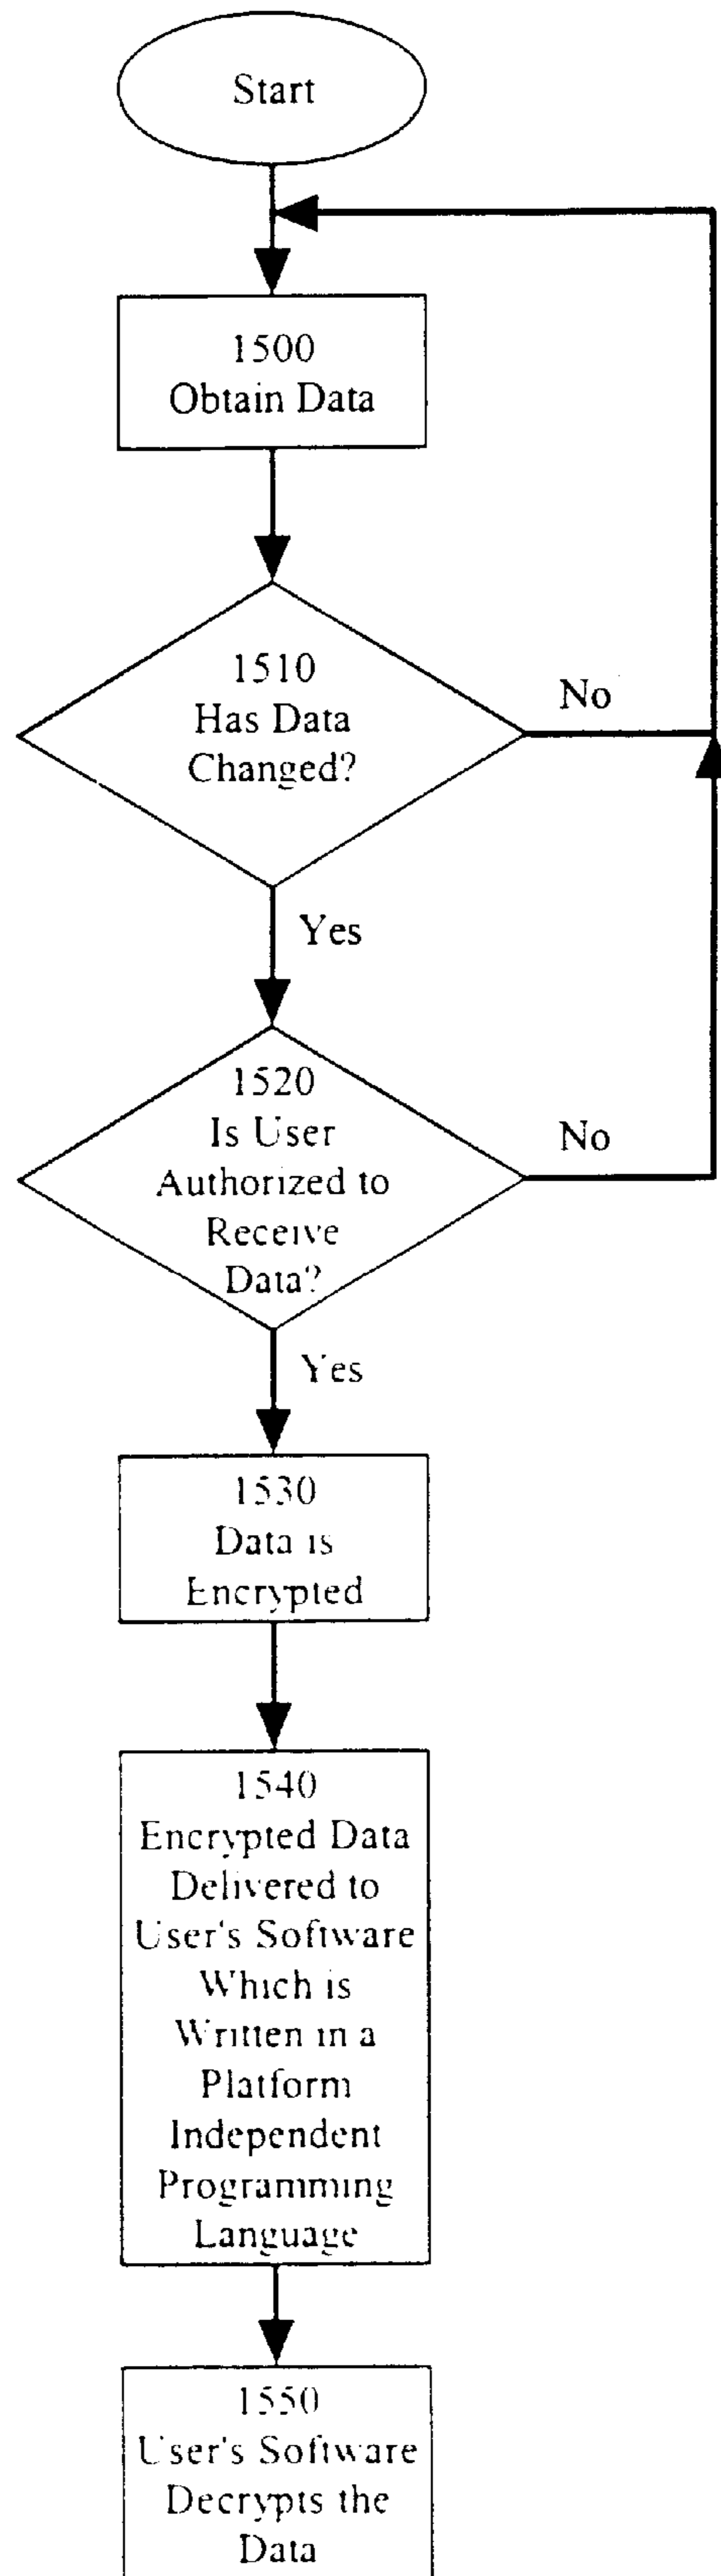 Start
1500
Obtain Data
1510
Has Data
Changed?
No
Yes
1520
Is User
Authorized to
Receive
Data?
No
Yes
1530
Data is
Encrypted
1540
Encrypted Data
Delivered to
User's Software
Which is
Written in a
Platform
Independent
Programming
Language
1550
User's Software
Decrypts the
Data